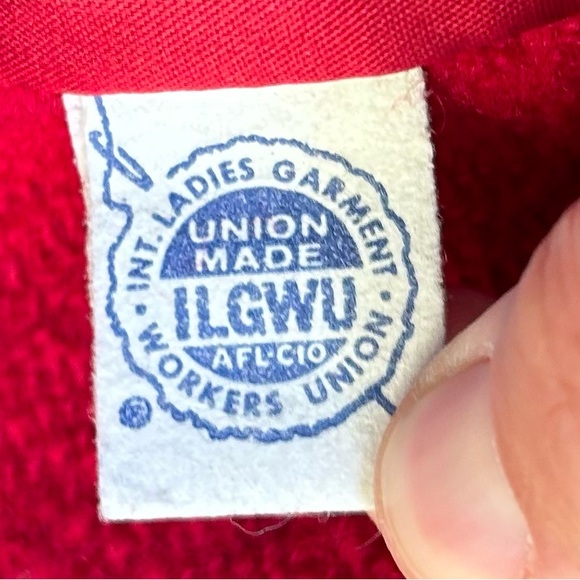 INT. LADIES GARMENT
UNION
MADE
ILGWU
AFL·CIO
• WORKERS UNION •
®